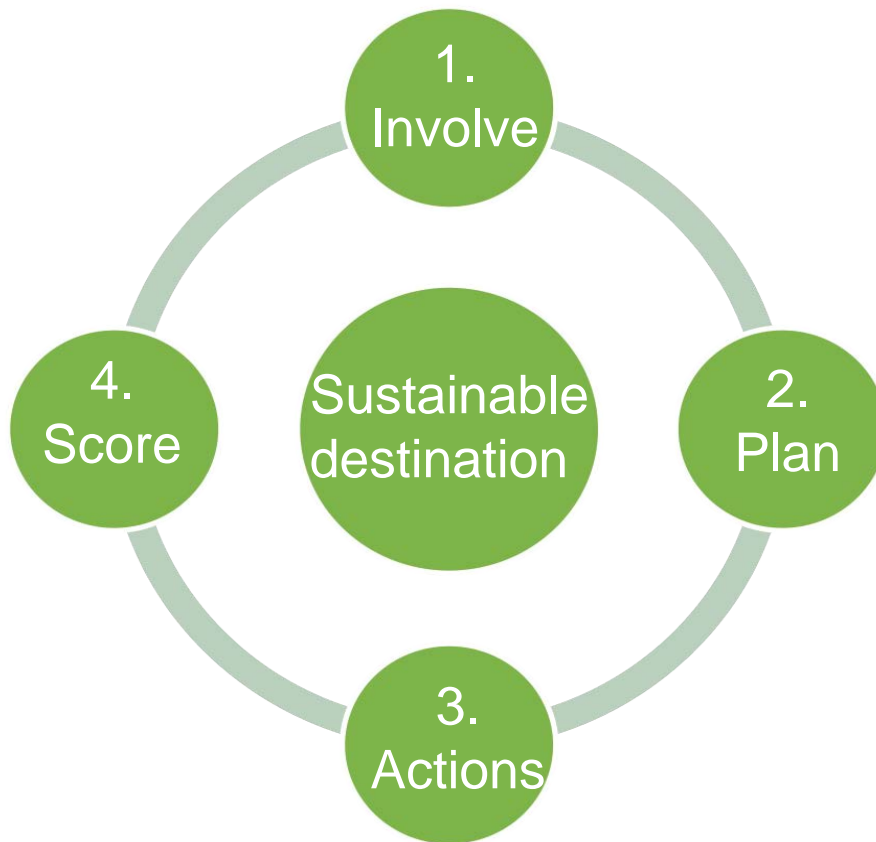 1.
Involve
Sustainable
destination
2.
Plan
3.
Actions
4.
Score